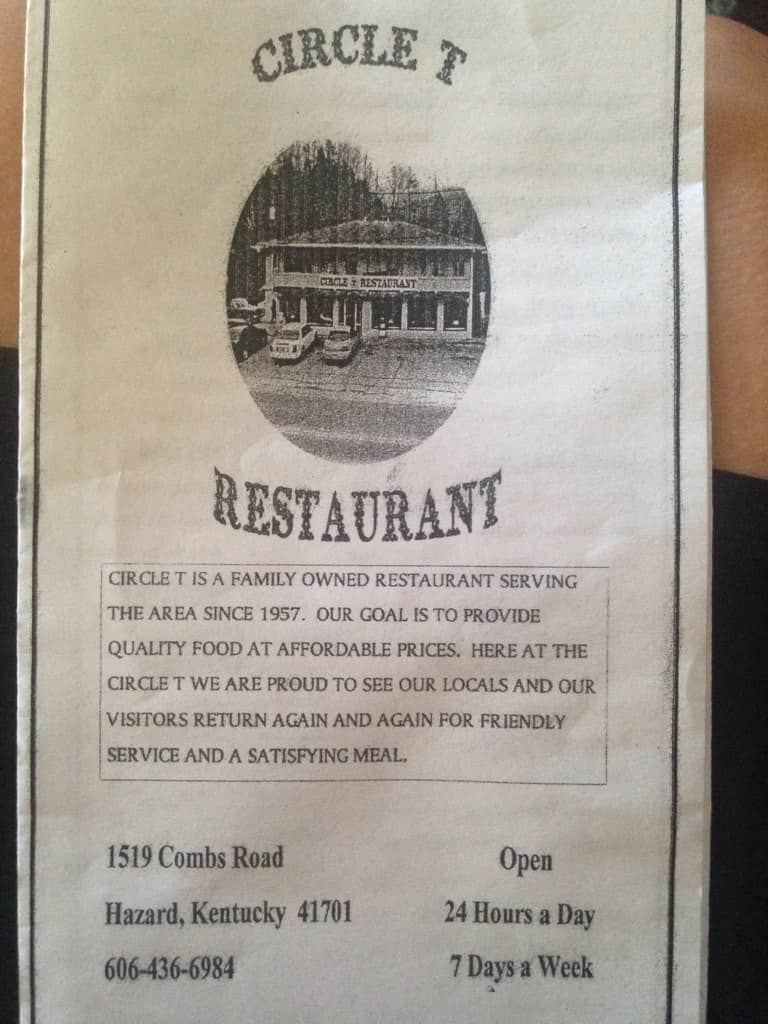 CIRCLE T
CIRCLE T RESTAURANT
RESTAURANT
CIRCLE T IS A FAMILY OWNED RESTAURANT SERVING
THE AREA SINCE 1957. OUR GOAL IS TO PROVIDE
QUALITY FOOD AT AFFORDABLE PRICES. HERE AT THE
CIRCLE T WE ARE PROUD TO SEE OUR LOCALS AND OUR
VISITORS RETURN AGAIN AND AGAIN FOR FRIENDLY
SERVICE AND A SATISFYING MEAL.
1519 Combs Road
Hazard, Kentucky 41701
606-436-6984
Open
24 Hours a Day
7 Days a Week